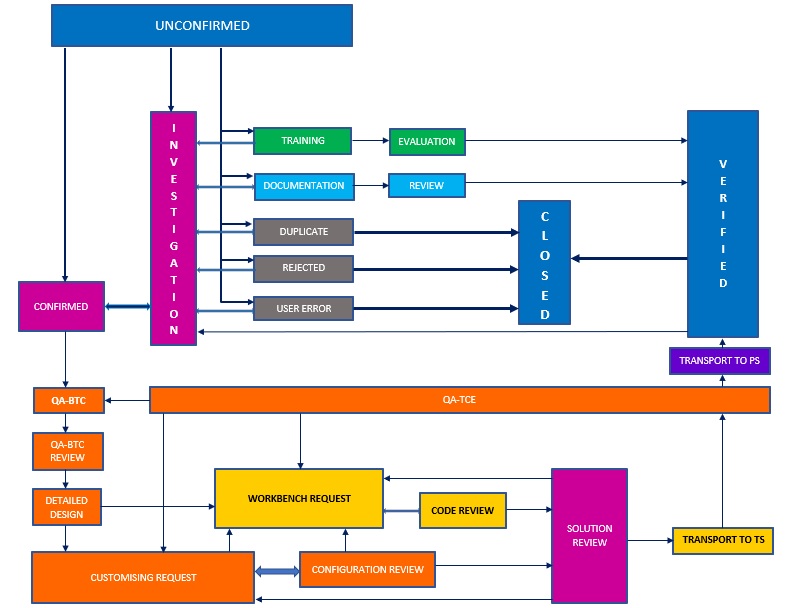 UNCONFIRMED
INVESTIGATION
TRAINING
EVALUATION
DOCUMENTATION
REVIEW
DUPLICATE
REJECTED
USER ERROR
CLOSED
VERIFIED
CONFIRMED
TRANSPORT TO PS
QA-BTC
QA-TCE
QA-BTC
REVIEW
DETAILED
DESIGN
WORKBENCH REQUEST
CODE REVIEW
SOLUTION
REVIEW
TRANSPORT TO TS
CUSTOMISING REQUEST
CONFIGURATION REVIEW